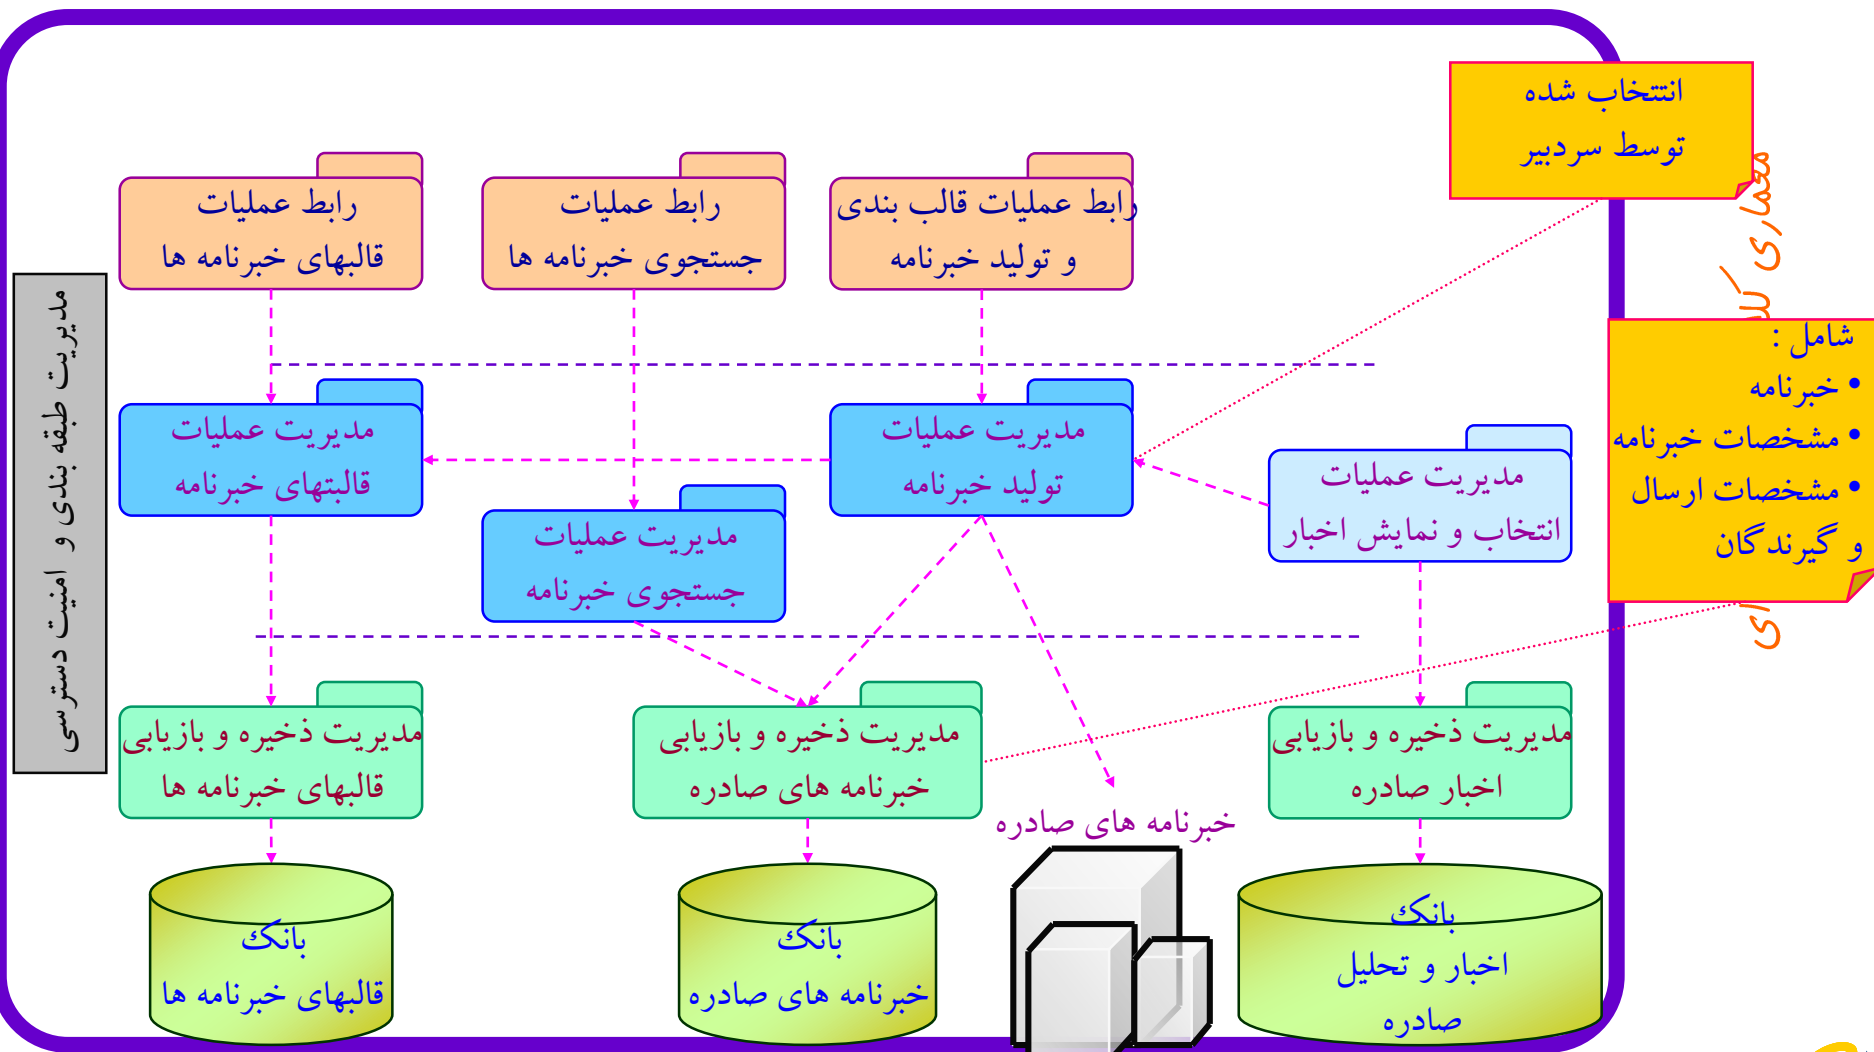 انتتخاب شده
توسط سردبیر
معماری
رابط عملیات قالب بندی
و تولید خبرنامه
رابط عملیات
جستجوی خبرنامه ها
رابط عملیات
قالبهای خبرنامه ها
شامل :
• خبرنامه
• مشخصات خبرنامه
• مشخصات ارسال
و گیرندگان
مدیریت عملیات
انتخاب و نمایش اخبار
مدیریت عملیات
تولید خبرنامه
مدیریت عملیات
جستجوی خبرنامه
مدیریت عملیات
قالبتهای خبرنامه
مدیریت طبقه بندی و امنیت دسترسی
مدیریت ذخیره و بازیابی
اخبار صادره
مدیریت ذخیره و بازیابی
خبرنامه های صادره
مدیریت ذخیره و بازیابی
قالبهای خبرنامه ها
خبرنامه های صادره
بانک
اخبار و تحلیل
صادره
بانک
خبرنامه های صادره
بانک
قالبهای خبرنامه ها